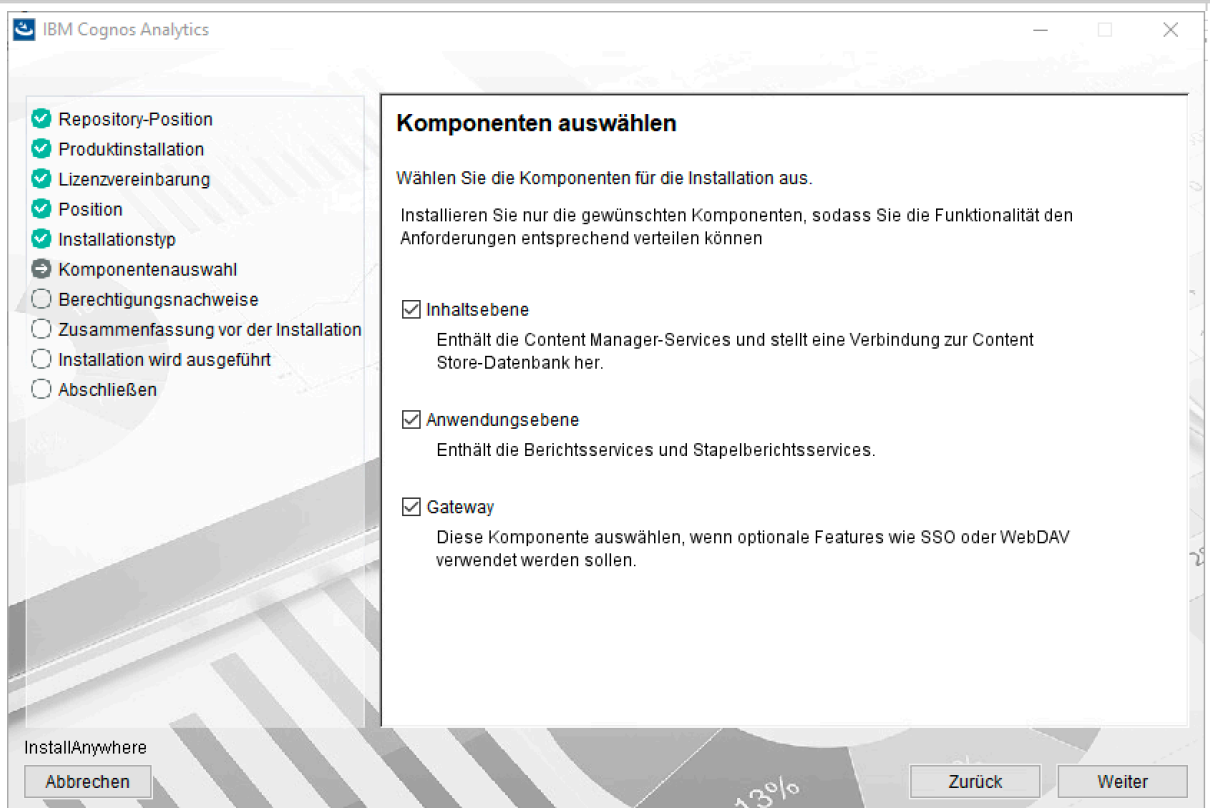 IBM Cognos Analytics
Repository-Position
Produktinstallation
Lizenzvereinbarung
Position
Installationstyp
Komponentenauswahl
Berechtigungsnachweise
Zusammenfassung vor der Installation
Installation wird ausgeführt
Abschließen
Komponenten auswählen
Wählen Sie die Komponenten für die Installation aus.
Installieren Sie nur die gewünschten Komponenten, sodass Sie die Funktionalität den
Anforderungen entsprechend verteilen können
Inhaltsebene
Enthält die Content Manager-Services und stellt eine Verbindung zur Content
Store-Datenbank her.
Anwendungsebene
Enthält die Berichtsservices und Stapelberichtsservices.
Gateway
Diese Komponente auswählen, wenn optionale Features wie SSO oder WebDAV
verwendet werden sollen.
InstallAnywhere
Abbrechen
Zurück
Weiter
13%